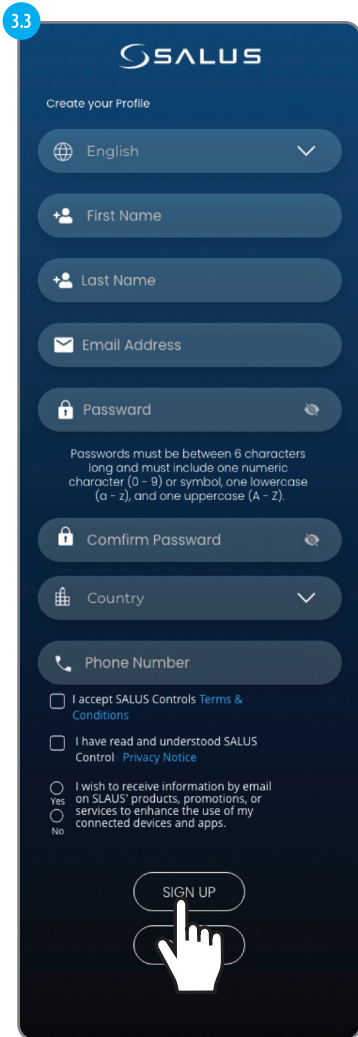 3.3
SALUS
Create your Profile
English
First Name
Last Name
Email Address
Password
Passwords must be between 6 characters
long and must include one numeric
character (0 - 9) or symbol, one lowercase
(a - z), and one uppercase (A - Z).
Comfirm Password
Country
Phone Number
I accept SALUS Controls Terms &
Conditions
I have read and understood SALUS
Control Privacy Notice
I wish to receive information by email
Yes on SLAUS' products, promotions, or
services to enhance the use of my
No connected devices and apps.
SIGN UP